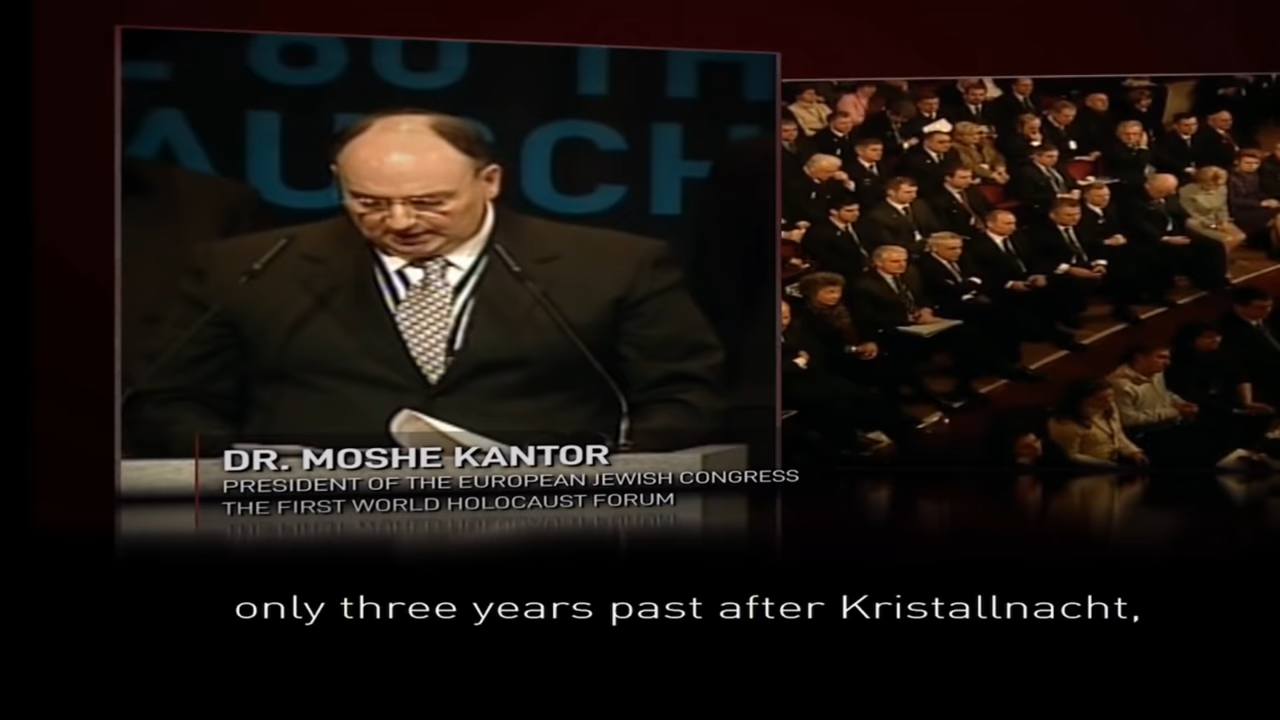 AUSCH
DR. MOSHE KANTOR
PRESIDENT OF THE EUROPEAN JEWISH CONGRESS
THE FIRST WORLD HOLOCAUST FORUM
only three years past after Kristallnacht,